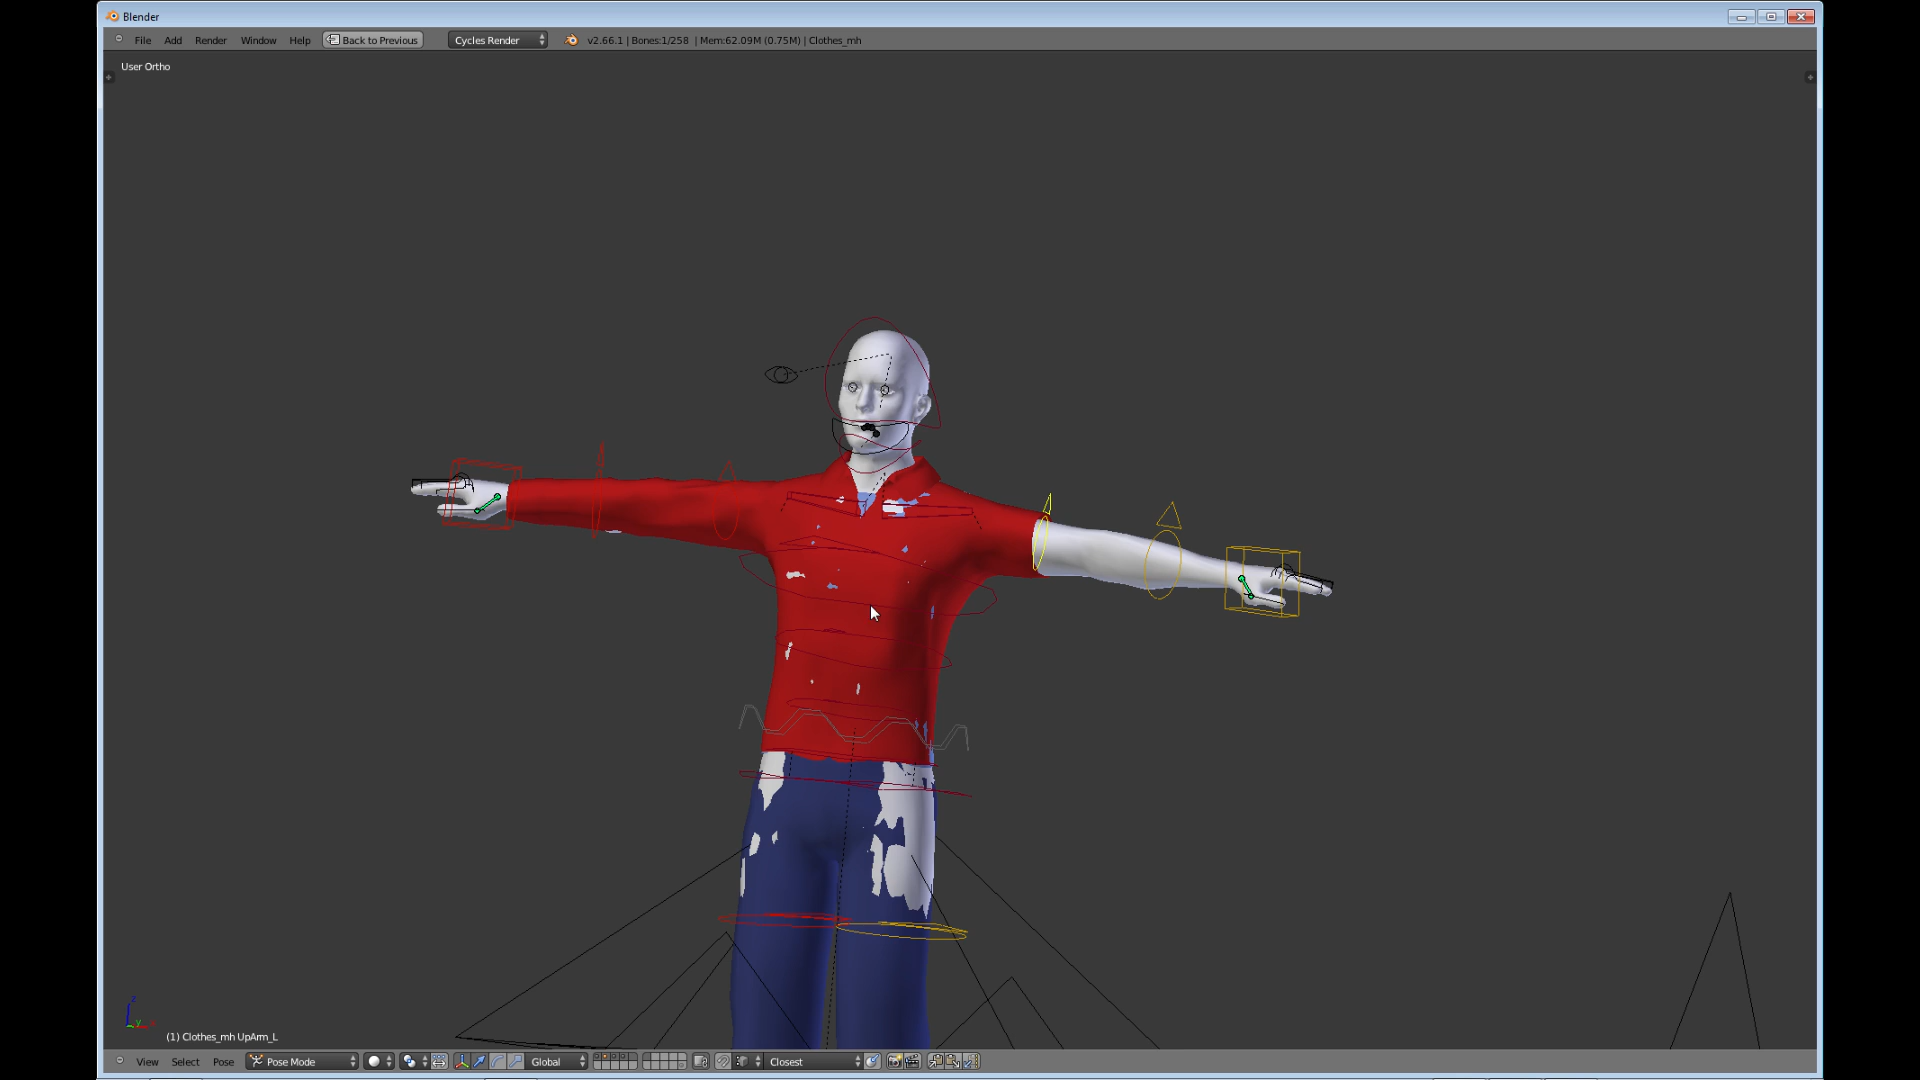 Blender
File Add Render Window Help Back to Previous Cycles Render v2.66.1 | Bones:1/258 | Mem:62.09M (0.75M) | Clothes_mh
User Ortho
z
y
(1) Clothes_mh UpArm_L
View Select Pose Pose Mode Global Closest